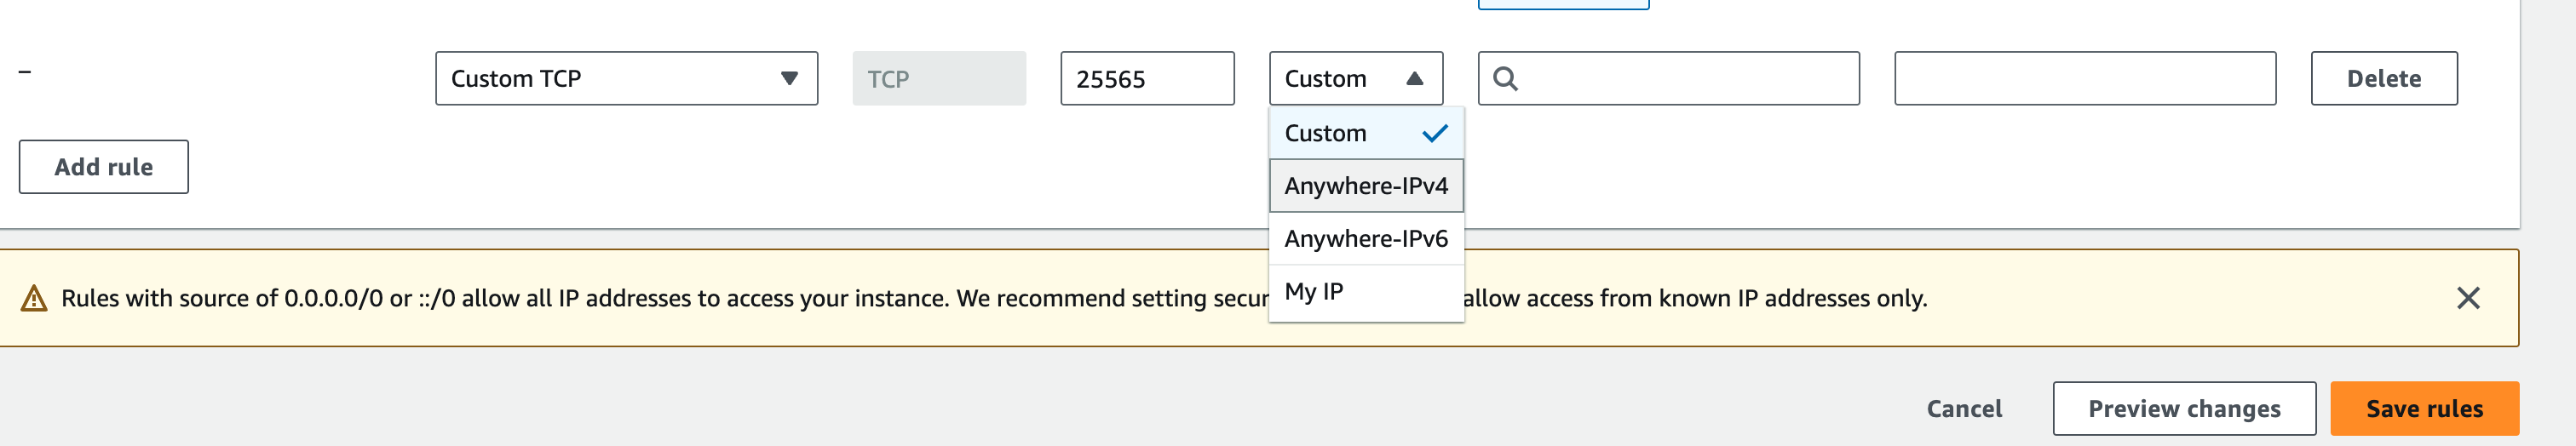 –
Custom TCP
TCP
25565
Custom
Delete
Custom
Add rule
Anywhere-IPv4
Anywhere-IPv6
My IP
Rules with source of 0.0.0.0/0 or ::/0 allow all IP addresses to access your instance. We recommend setting secur allow access from known IP addresses only.
Cancel
Preview changes
Save rules